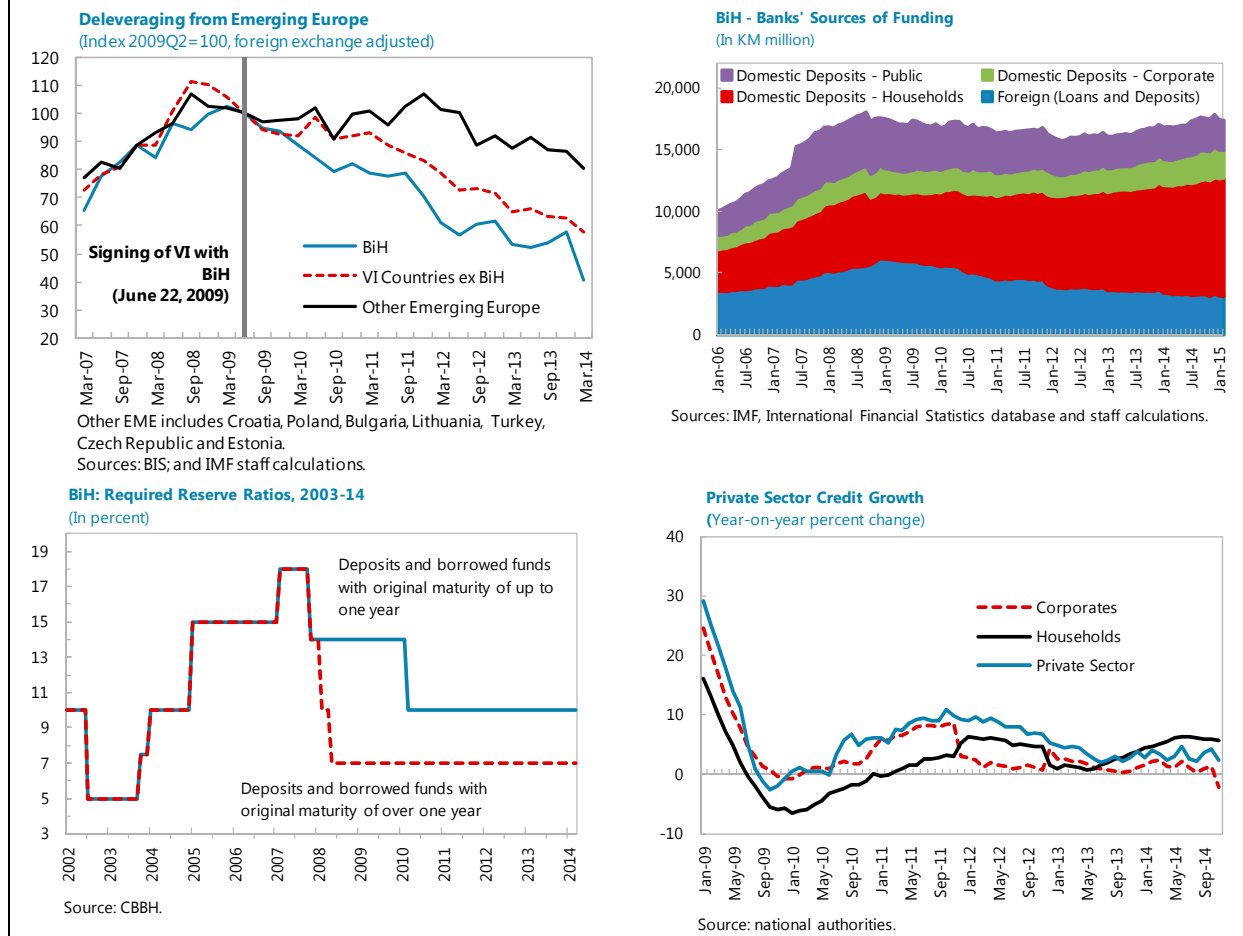 Deleveraging from Emerging Europe
(Index 2009Q2=100, foreign exchange adjusted)
120
110
100
90
80
70
60
50
40
30
20
Signing of VI with
BiH
(June 22, 2009)
BiH
VI Countries ex BiH
Other Emerging Europe
Mar-07
Sep-07
Mar-08
Sep-08
Mar-09
Sep-09
Mar-10
Sep-10
Mar-11
Sep-11
Mar-12
Sep-12
Mar-13
Sep.13
Mar.14
Other EME includes Croatia, Poland, Bulgaria, Lithuania, Turkey,
Czech Republic and Estonia.
Sources: BIS; and IMF staff calculations.
BiH - Banks' Sources of Funding
(In KM million)
Domestic Deposits - Public
Domestic Deposits - Corporate
Domestic Deposits - Households
Foreign (Loans and Deposits)
20,000
15,000
10,000
5,000
0
Jan-06
Jul-06
Jan-07
Jul-07
Jan-08
Jul-08
Jan-09
Jul-09
Jan-10
Jul-10
Jan-11
Jul-11
Jan-12
Jul-12
Jan-13
Jul-13
Jan-14
Jul-14
Jan-15
Sources: IMF, International Financial Statistics database and staff calculations.
BiH: Required Reserve Ratios, 2003-14
(In percent)
19
17
15
13
11
9
7
5
3
Deposits and borrowed funds
with original maturity of up to
one year
Deposits and borrowed funds with
original maturity of over one year
2002
2003
2004
2005
2006
2007
2008
2009
2010
2011
2012
2013
2014
Source: CBBH.
Private Sector Credit Growth
(Year-on-year percent change)
40
30
20
10
0
-10
Corporates
Households
Private Sector
Jan-09
May-09
Sep-09
Jan-10
May-10
Sep-10
Jan-11
May-11
Sep-11
Jan-12
May-12
Sep-12
Jan-13
May-13
Sep-13
Jan-14
May-14
Sep-14
Source: national authorities.